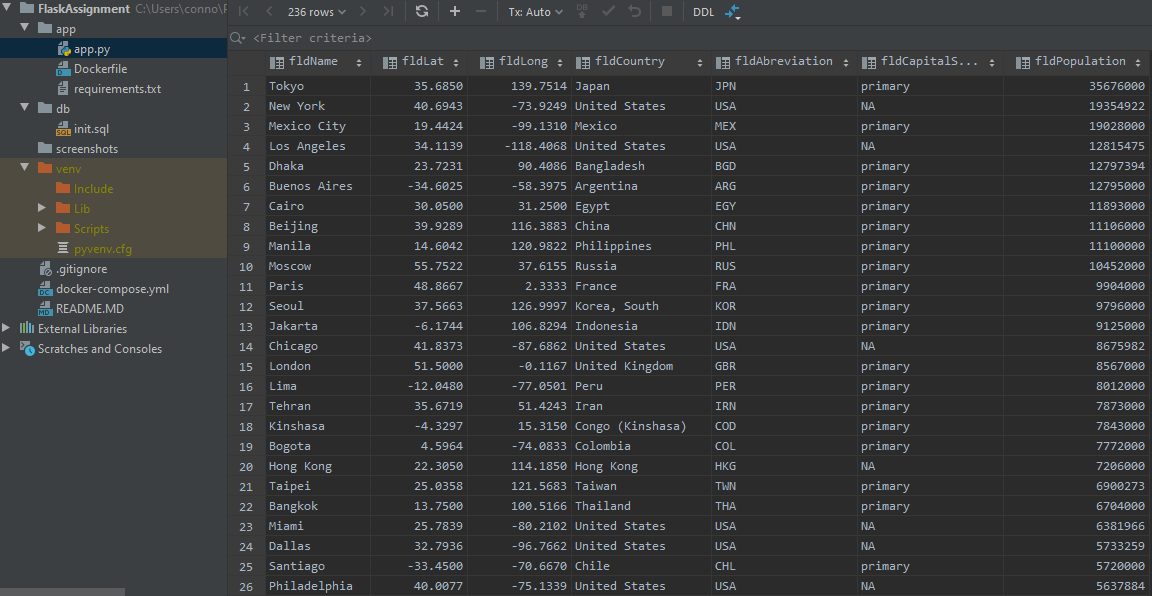 FlaskAssignment C:\Users\conno\P
app
app.py
Dockerfile
requirements.txt
db
init.sql
screenshots
venv
Include
Lib
Scripts
pyvenv.cfg
.gitignore
docker-compose.yml
README.MD
External Libraries
Scratches and Consoles
236 rows Tx: Auto DB DDL
<Filter criteria>
fldName fldLat fldLong fldCountry fldAbreviation fldCapitalS... fldPopulation
1 Tokyo 35.6850 139.7514 Japan JPN primary 35676000
2 New York 40.6943 -73.9249 United States USA NA 19354922
3 Mexico City 19.4424 -99.1310 Mexico MEX primary 19028000
4 Los Angeles 34.1139 -118.4068 United States USA NA 12815475
5 Dhaka 23.7231 90.4086 Bangladesh BGD primary 12797394
6 Buenos Aires -34.6025 -58.3975 Argentina ARG primary 12795000
7 Cairo 30.0500 31.2500 Egypt EGY primary 11893000
8 Beijing 39.9289 116.3883 China CHN primary 11106000
9 Manila 14.6042 120.9822 Philippines PHL primary 11100000
10 Moscow 55.7522 37.6155 Russia RUS primary 10452000
11 Paris 48.8667 2.3333 France FRA primary 9904000
12 Seoul 37.5663 126.9997 Korea, South KOR primary 9796000
13 Jakarta -6.1744 106.8294 Indonesia IDN primary 9125000
14 Chicago 41.8373 -87.6862 United States USA NA 8675982
15 London 51.5000 -0.1167 United Kingdom GBR primary 8567000
16 Lima -12.0480 -77.0501 Peru PER primary 8012000
17 Tehran 35.6719 51.4243 Iran IRN primary 7873000
18 Kinshasa -4.3297 15.3150 Congo (Kinshasa) COD primary 7843000
19 Bogota 4.5964 -74.0833 Colombia COL primary 7772000
20 Hong Kong 22.3050 114.1850 Hong Kong HKG NA 7206000
21 Taipei 25.0358 121.5683 Taiwan TWN primary 6900273
22 Bangkok 13.7500 100.5166 Thailand THA primary 6704000
23 Miami 25.7839 -80.2102 United States USA NA 6381966
24 Dallas 32.7936 -96.7662 United States USA NA 5733259
25 Santiago -33.4500 -70.6670 Chile CHL primary 5720000
26 Philadelphia 40.0077 -75.1339 United States USA NA 5637884